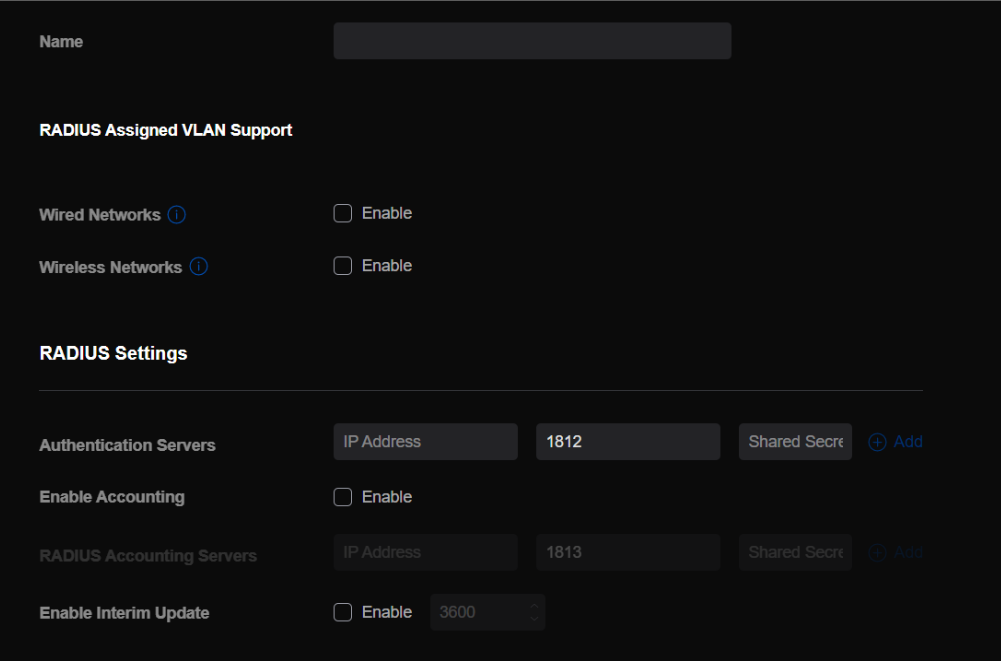 Name
RADIUS Assigned VLAN Support
Wired Networks
Enable
Wireless Networks
Enable
RADIUS Settings
Authentication Servers
IP Address
1812
Shared Secre
Add
Enable Accounting
Enable
RADIUS Accounting Servers
IP Address
1813
Shared Secre
Add
Enable Interim Update
Enable
3600